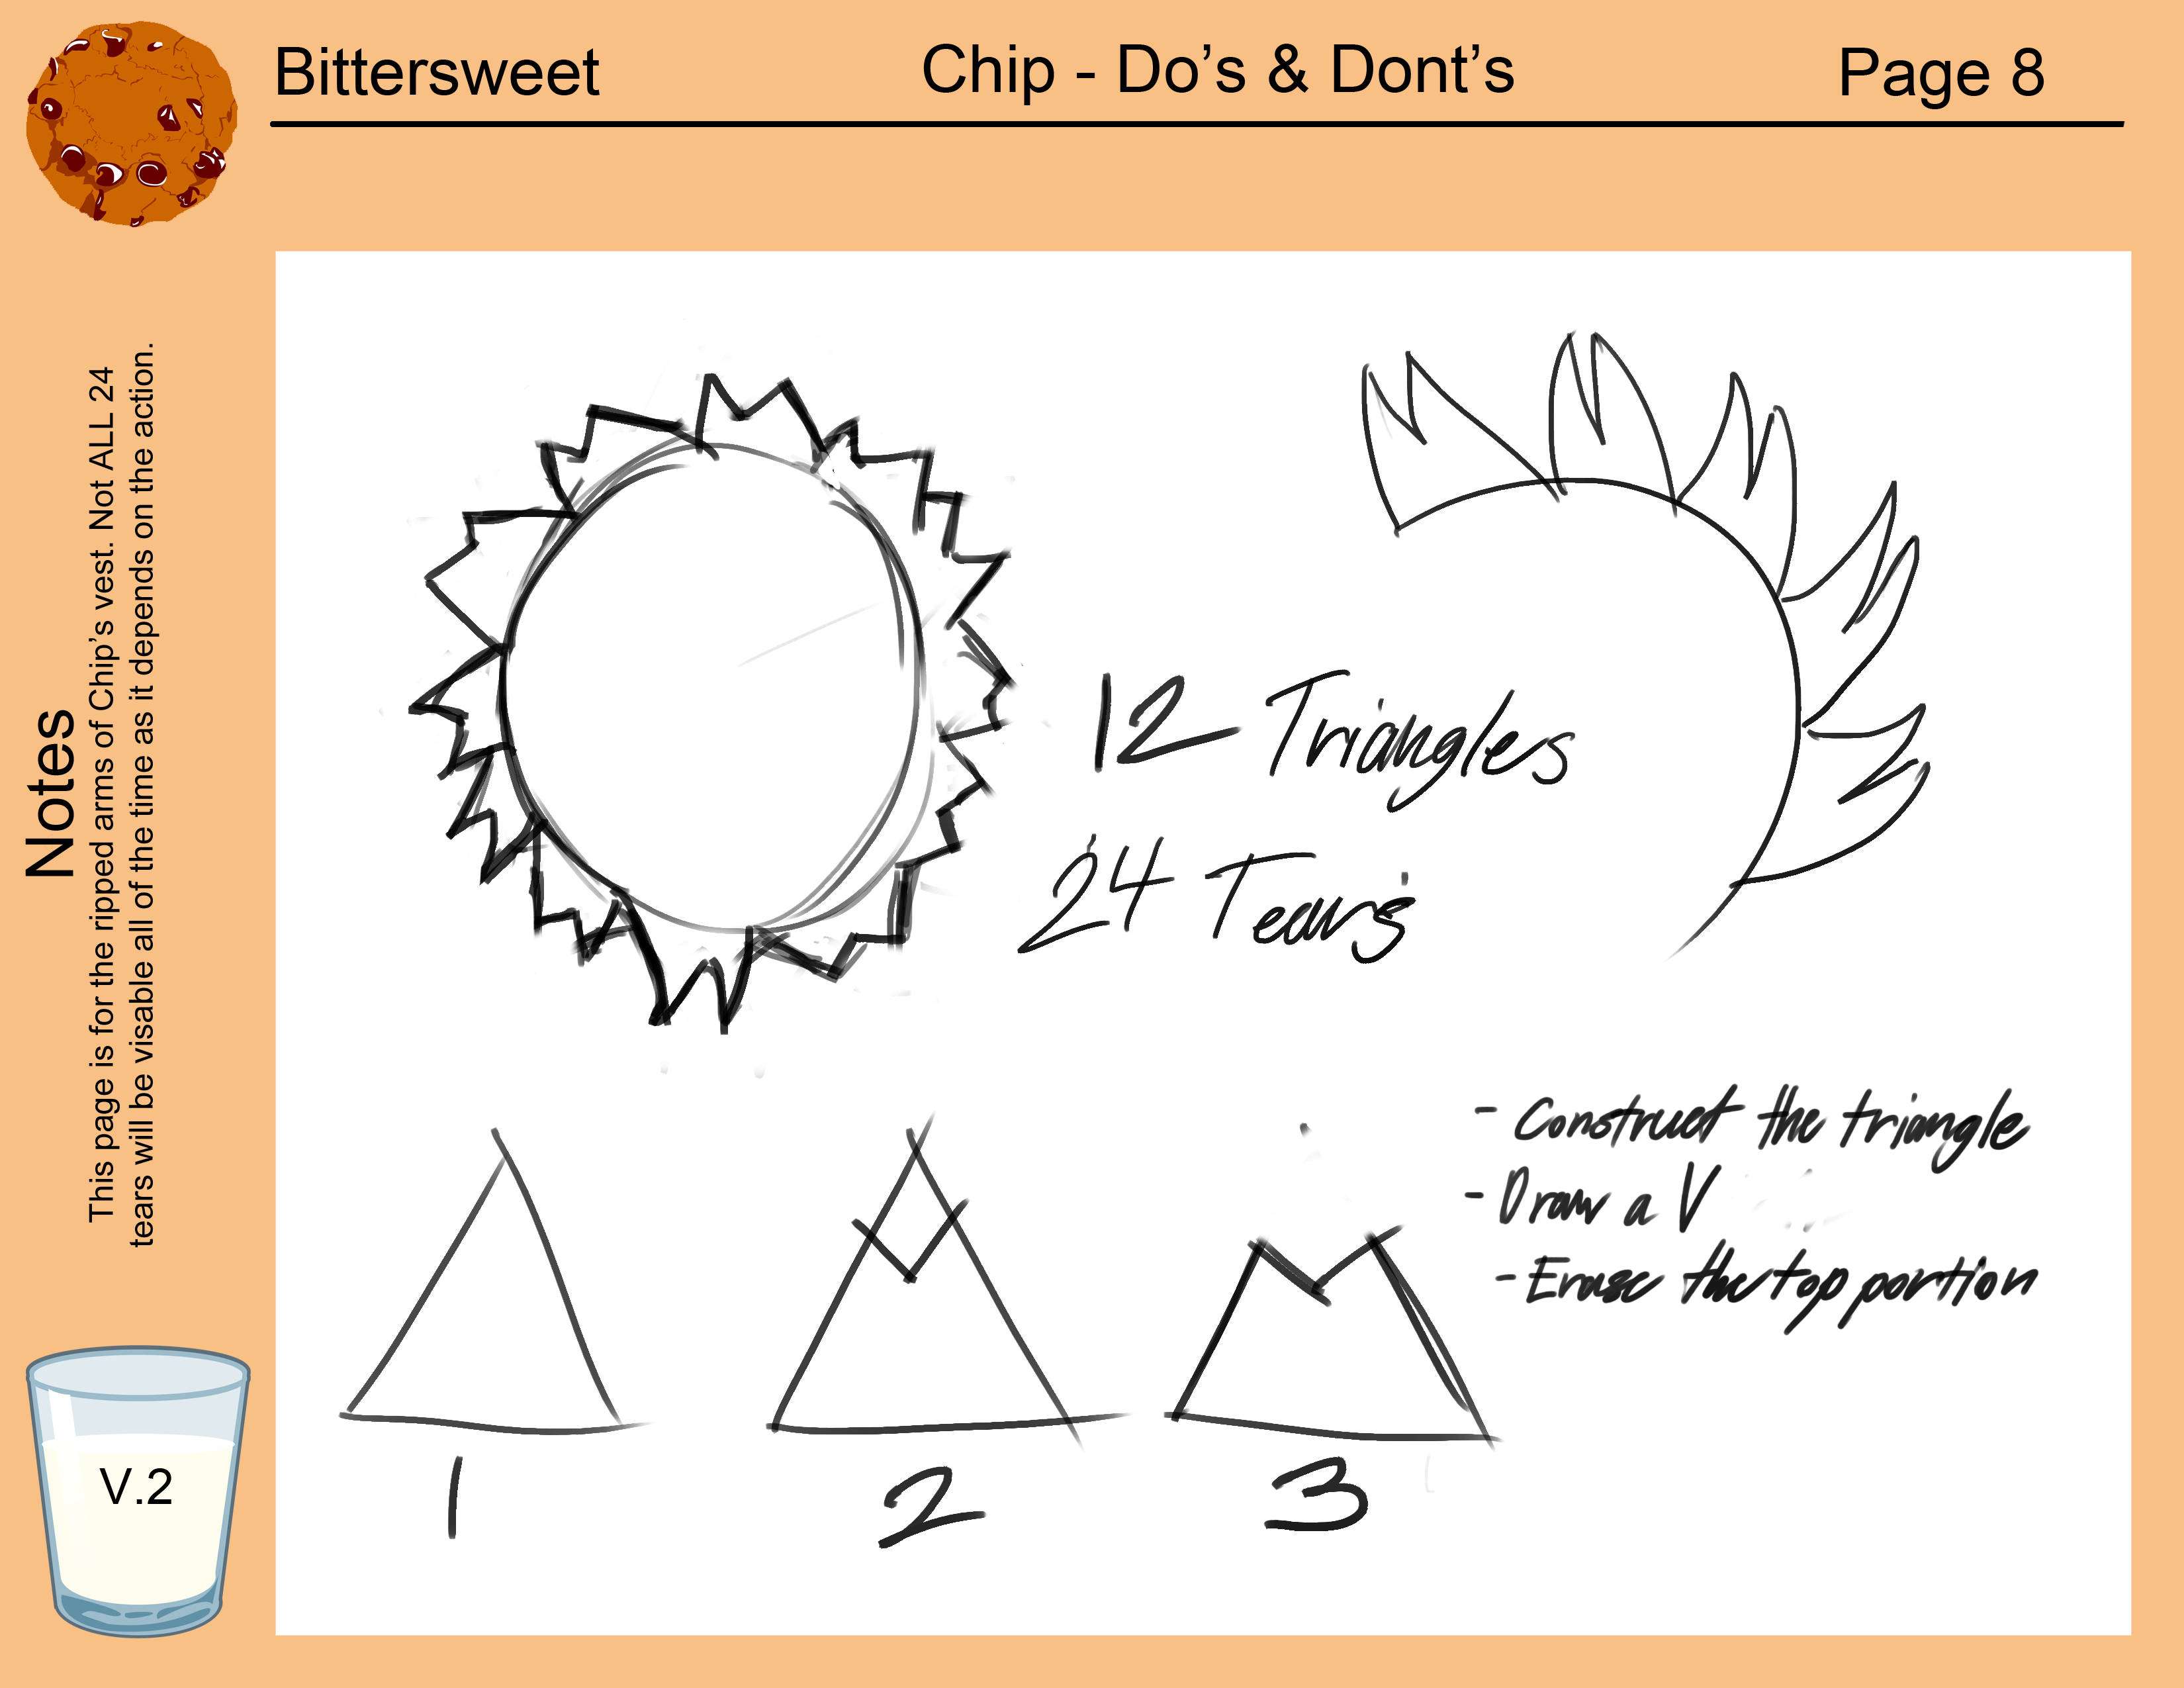 Bittersweet
Chip - Do’s & Dont’s
Page 8
Notes
This page is for the ripped arms of Chip’s vest. Not ALL 24
tears will be visable all of the time as it depends on the action.
12 Triangles
24 Tears
- Construct the triangle
- Draw a V
- Erase the top portion
1
2
3
V.2